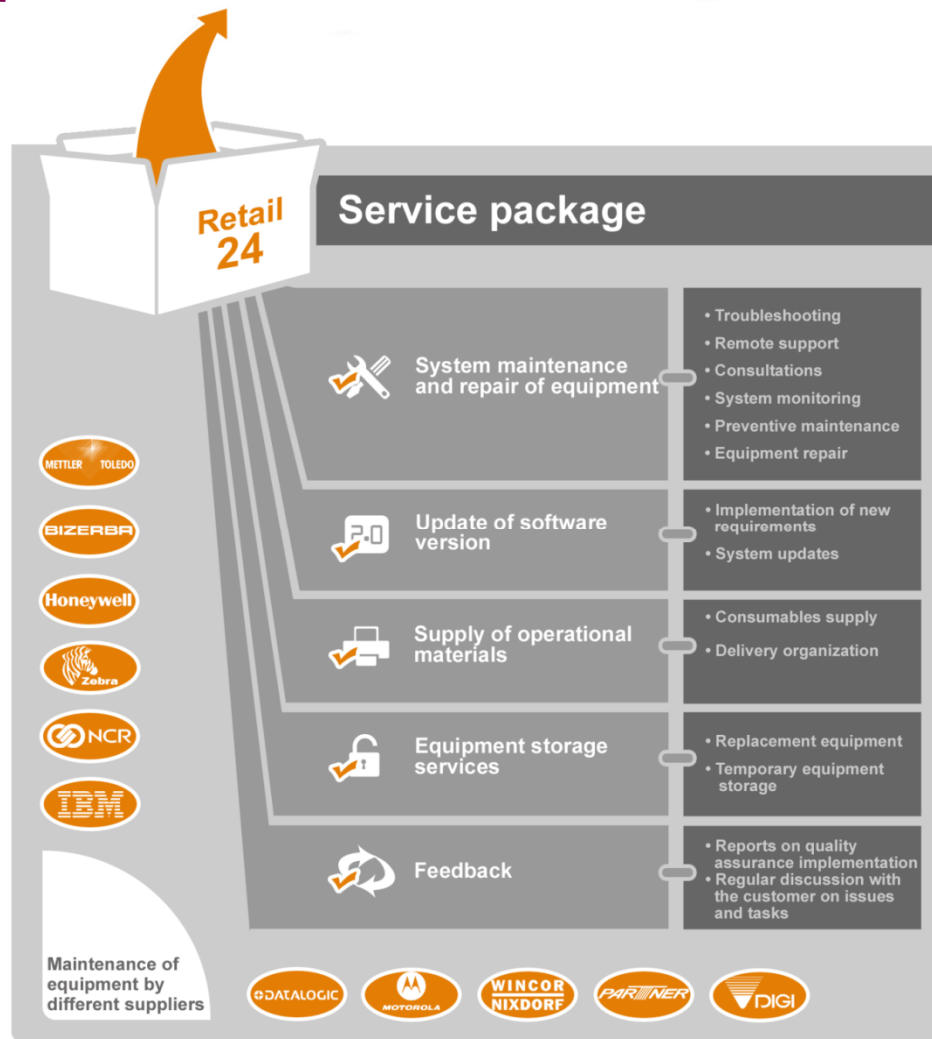 Retail
24
Service package
System maintenance
and repair of equipment
• Troubleshooting
• Remote support
• Consultations
• System monitoring
• Preventive maintenance
• Equipment repair
2.0
Update of software
version
• Implementation of new
requirements
• System updates
Supply of operational
materials
• Consumables supply
• Delivery organization
Equipment storage
services
• Replacement equipment
• Temporary equipment
storage
Feedback
• Reports on quality
assurance implementation
• Regular discussion with
the customer on issues
and tasks
METTLER TOLEDO
BIZERBA
Honeywell
Zebra
NCR
IBM
Maintenance of
equipment by
different suppliers
DATALOGIC
MOTOROLA
WINCOR
NIXDORF
PARTNER
DIGI